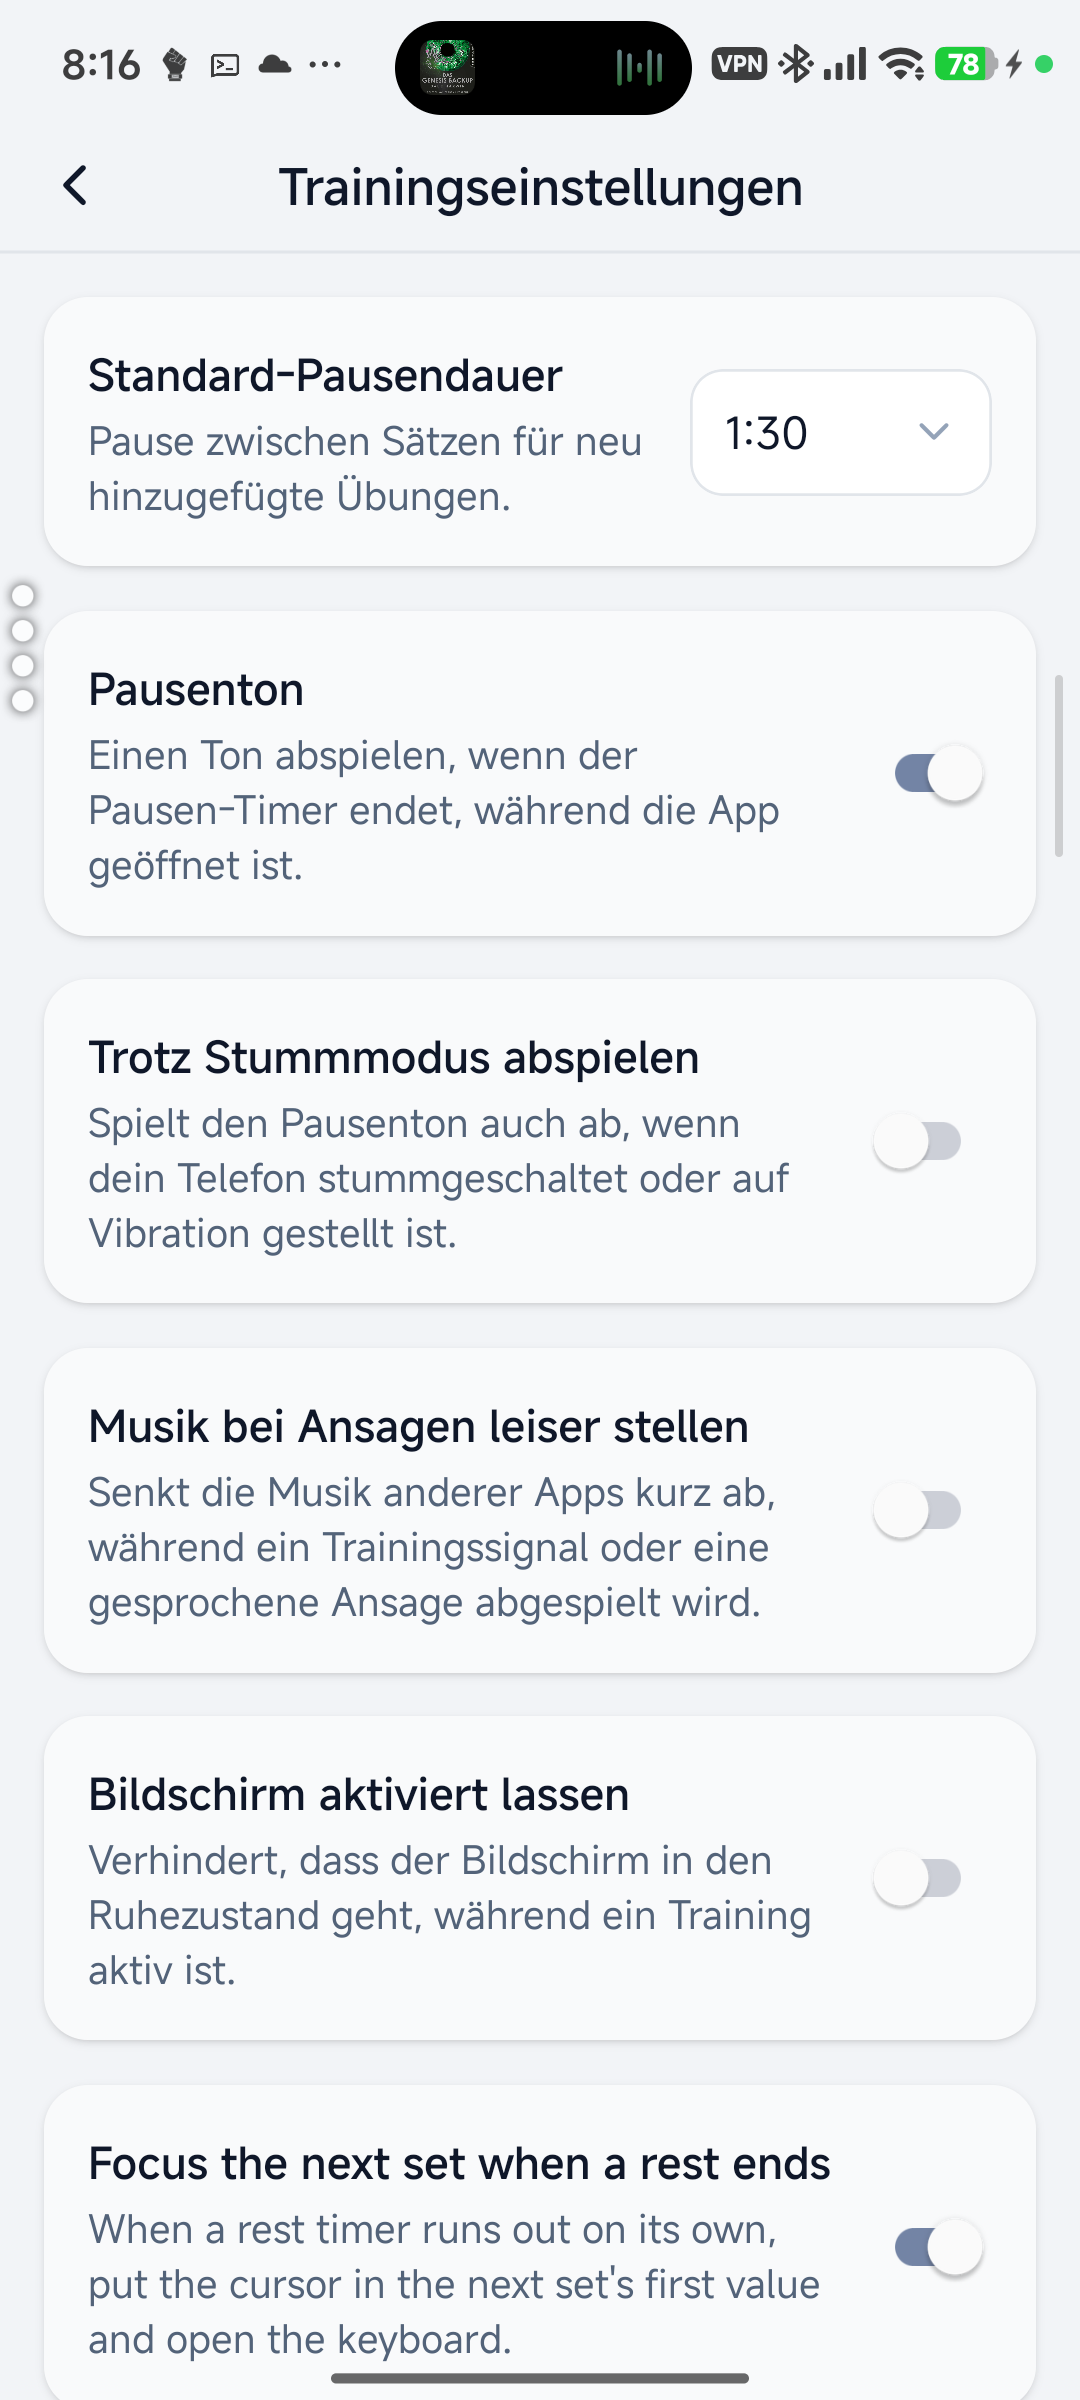 8:16
DAS
GENESIS BACKUP
VPN
78
Trainingseinstellungen
Standard-Pausendauer
Pause zwischen Sätzen für neu
hinzugefügte Übungen.
1:30
Pausenton
Einen Ton abspielen, wenn der
Pausen-Timer endet, während die App
geöffnet ist.
Trotz Stummmodus abspielen
Spielt den Pausenton auch ab, wenn
dein Telefon stummgeschaltet oder auf
Vibration gestellt ist.
Musik bei Ansagen leiser stellen
Senkt die Musik anderer Apps kurz ab,
während ein Trainingssignal oder eine
gesprochene Ansage abgespielt wird.
Bildschirm aktiviert lassen
Verhindert, dass der Bildschirm in den
Ruhezustand geht, während ein Training
aktiv ist.
Focus the next set when a rest ends
When a rest timer runs out on its own,
put the cursor in the next set's first value
and open the keyboard.